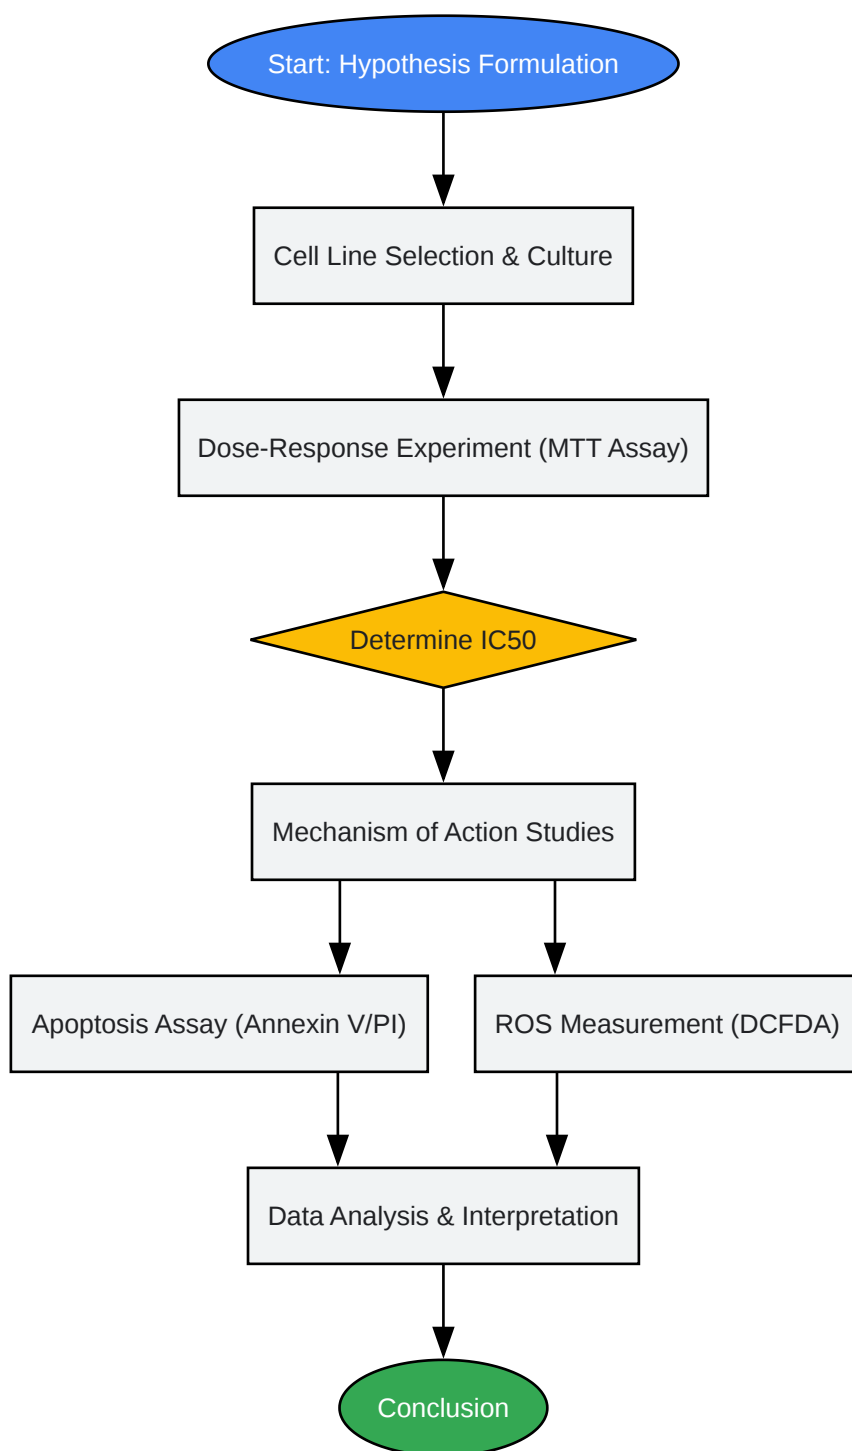 Start: Hypothesis Formulation
Cell Line Selection & Culture
Dose-Response Experiment (MTT Assay)
Determine IC50
Mechanism of Action Studies
Apoptosis Assay (Annexin V/PI)
ROS Measurement (DCFDA)
Data Analysis & Interpretation
Conclusion